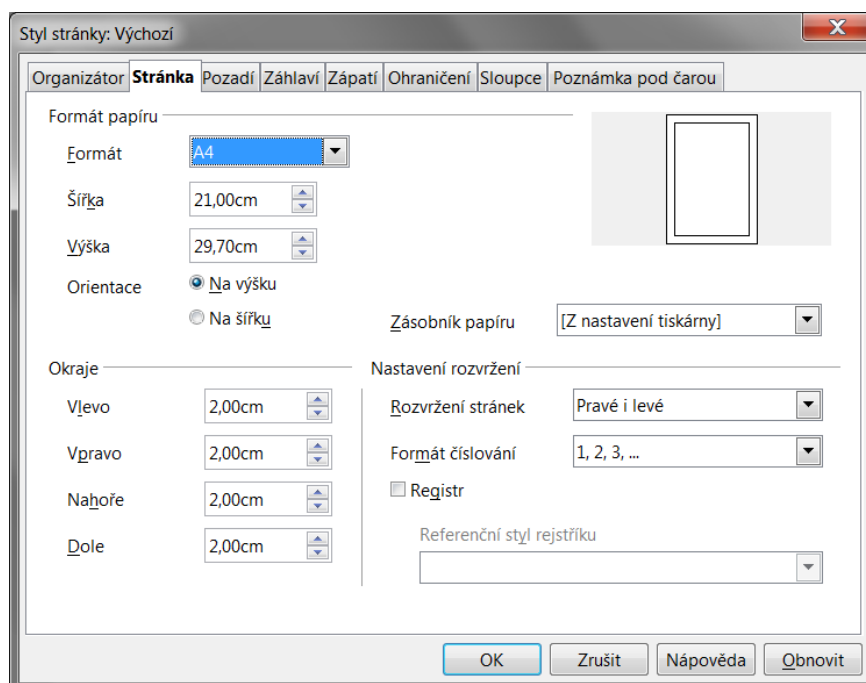 Styl stránky: Výchozí
Organizátor Stránka Pozadí Záhlaví Zápatí Ohraničení Sloupce Poznámka pod čarou
Formát papíru
Formát A4
Šířka 21,00cm
Výška 29,70cm
Orientace Na výšku
Na šířku
Zásobník papíru [Z nastavení tiskárny]
Okraje
Vlevo 2,00cm
Vpravo 2,00cm
Nahoře 2,00cm
Dole 2,00cm
Nastavení rozvržení
Rozvržení stránek Pravé i levé
Formát číslování 1, 2, 3, ...
Registr
Referenční styl rejstříku
OK Zrušit Nápověda Obnovit